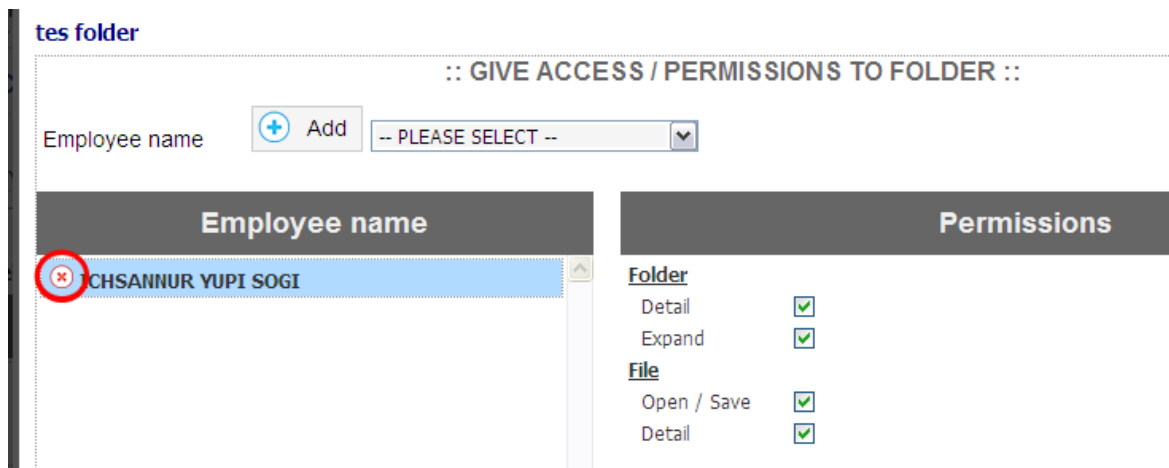 tes folder
:: GIVE ACCESS / PERMISSIONS TO FOLDER ::
Employee name Add -- PLEASE SELECT --
Employee name Permissions
ICHSANNUR YUPI SOGI
Folder
Detail
Expand
File
Open / Save
Detail